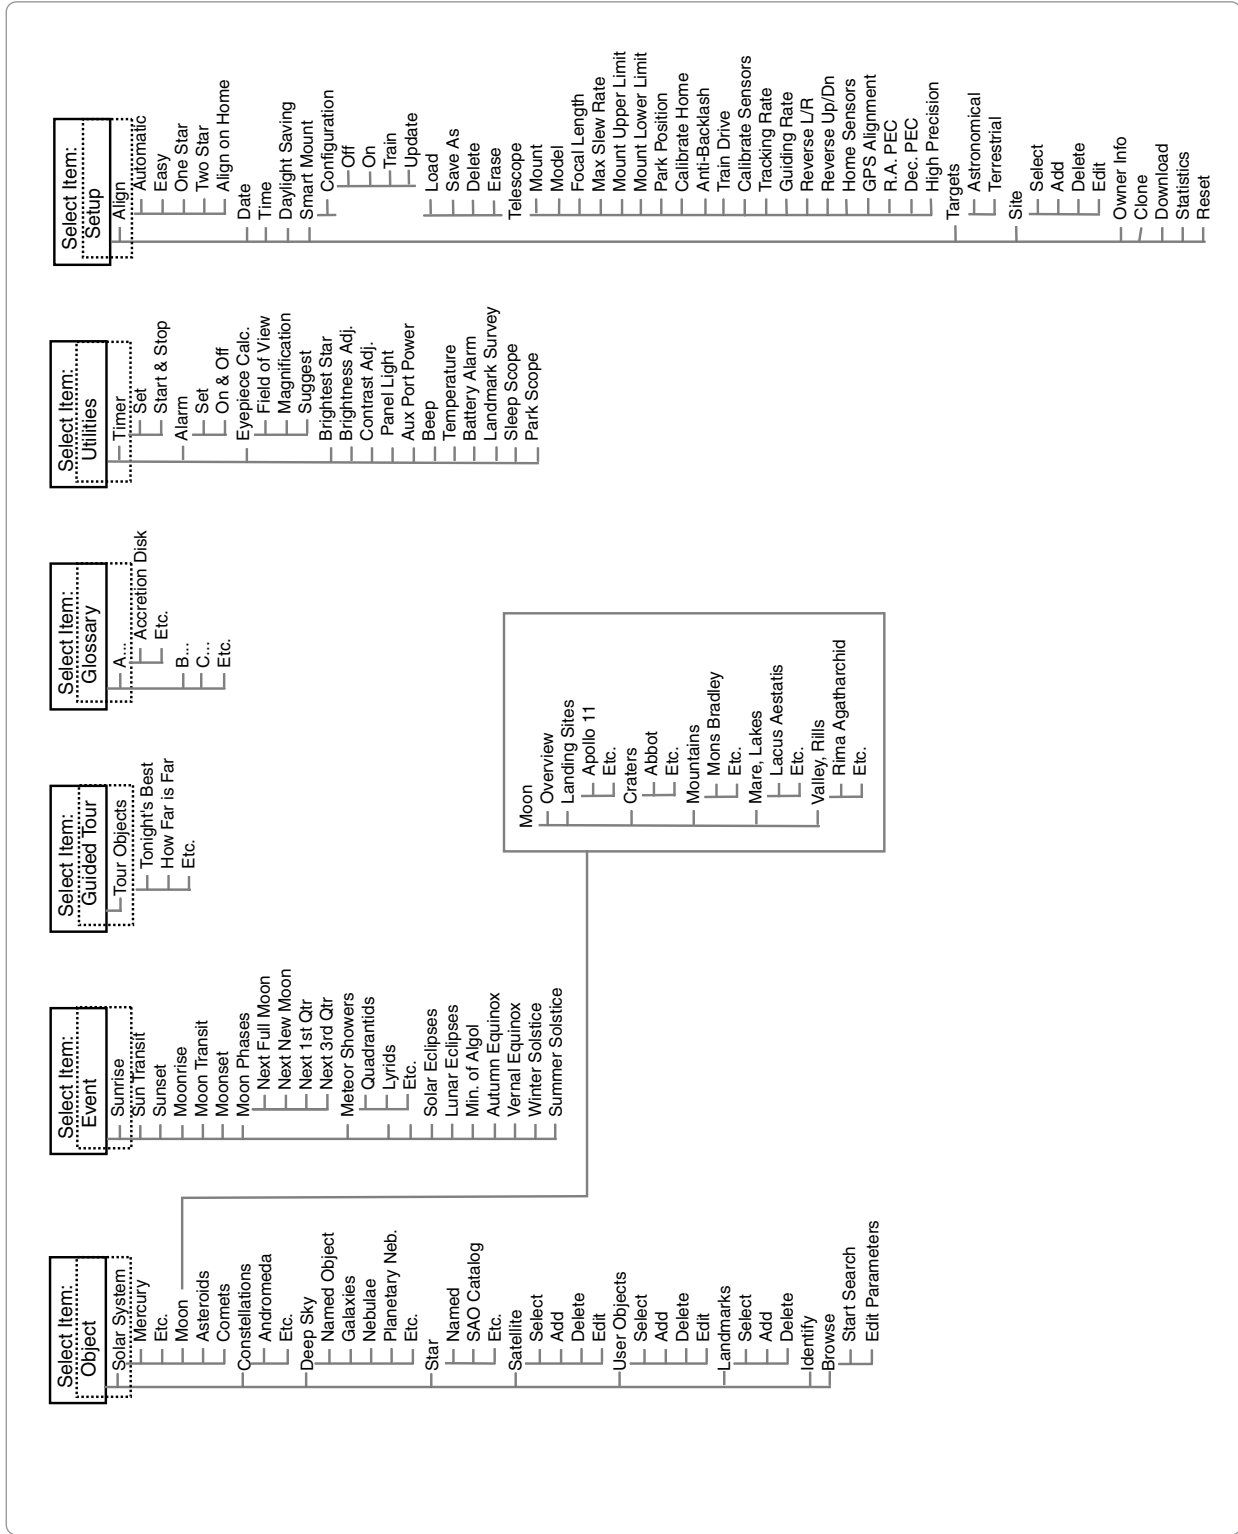 Select Item:
Object
Solar System
Mercury
Etc.
Moon
Asteroids
Comets
Constellations
Andromeda
Etc.
Deep Sky
Named Object
Galaxies
Nebulae
Planetary Neb.
Etc.
Star
Named
SAO Catalog
Etc.
Satellite
Select
Add
Delete
Edit
User Objects
Select
Add
Delete
Edit
Landmarks
Select
Add
Delete
Identify
Browse
Start Search
Edit Parameters
Select Item:
Event
Sunrise
Sun Transit
Sunset
Moonrise
Moon Transit
Moonset
Moon Phases
Next Full Moon
Next New Moon
Next 1st Qtr
Next 3rd Qtr
Meteor Showers
Quadrantids
Lyrids
Etc.
Solar Eclipses
Lunar Eclipses
Min. of Algol
Autumn Equinox
Vernal Equinox
Winter Solstice
Summer Solstice
Select Item:
Guided Tour
Tour Objects
Tonight's Best
How Far is Far
Etc.
Moon
Overview
Landing Sites
Apollo 11
Etc.
Craters
Abbot
Etc.
Mountains
Mons Bradley
Etc.
Mare, Lakes
Lacus Aestatis
Etc.
Valley, Rills
Rima Agatharchid
Etc.
Select Item:
Glossary
A...
Accretion Disk
Etc.
B...
C...
Etc.
Select Item:
Utilities
Timer
Set
Start & Stop
Alarm
Set
On & Off
Eyepiece Calc.
Field of View
Magnification
Suggest
Brightest Star
Brightness Adj.
Contrast Adj.
Panel Light
Aux Port Power
Beep
Temperature
Battery Alarm
Landmark Survey
Sleep Scope
Park Scope
Select Item:
Setup
Align
Automatic
Easy
One Star
Two Star
Align on Home
Date
Time
Daylight Saving
Smart Mount
Configuration
Off
On
Train
Update
Load
Save As
Delete
Erase
Telescope
Mount
Model
Focal Length
Max Slew Rate
Mount Upper Limit
Mount Lower Limit
Park Position
Calibrate Home
Anti-Backlash
Train Drive
Calibrate Sensors
Tracking Rate
Guiding Rate
Reverse L/R
Reverse Up/Dn
Home Sensors
GPS Alignment
R.A. PEC
Dec. PEC
High Precision
Targets
Astronomical
Terrestrial
Site
Select
Add
Delete
Edit
Owner Info
Clone
Download
Statistics
Reset